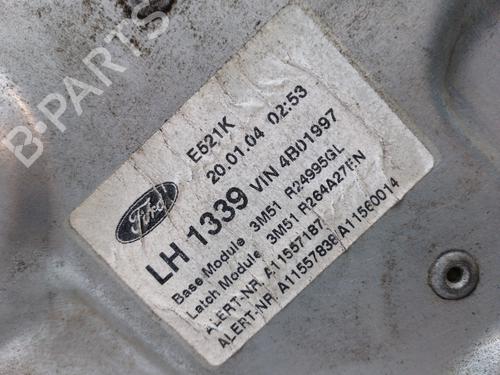 B-PARTS
Ford
E521K
20.01.04 02:53
LH 1339 VIN 4B01997
Base Module 3M51 R24995GL
Latch Module 3M51 R264A27EN
ALERT-NR. A11557187
ALERT-NR. A11557838 A11560014